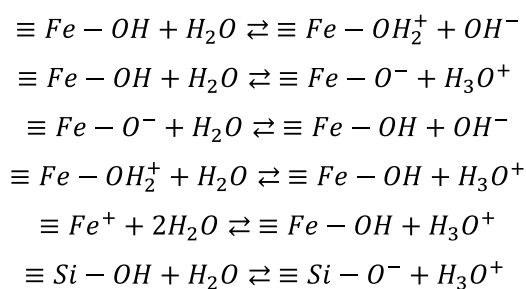 ≡ Fe − OH + H₂O ⇄≡ Fe − OH₂⁺ + OH⁻
≡ Fe − OH + H₂O ⇄≡ Fe − O⁻ + H₃O⁺
≡ Fe − O⁻ + H₂O ⇄≡ Fe − OH + OH⁻
≡ Fe − OH₂⁺ + H₂O ⇄≡ Fe − OH + H₃O⁺
≡ Fe⁺ + 2H₂O ⇄≡ Fe − OH + H₃O⁺
≡ Si − OH + H₂O ⇄≡ Si − O⁻ + H₃O⁺